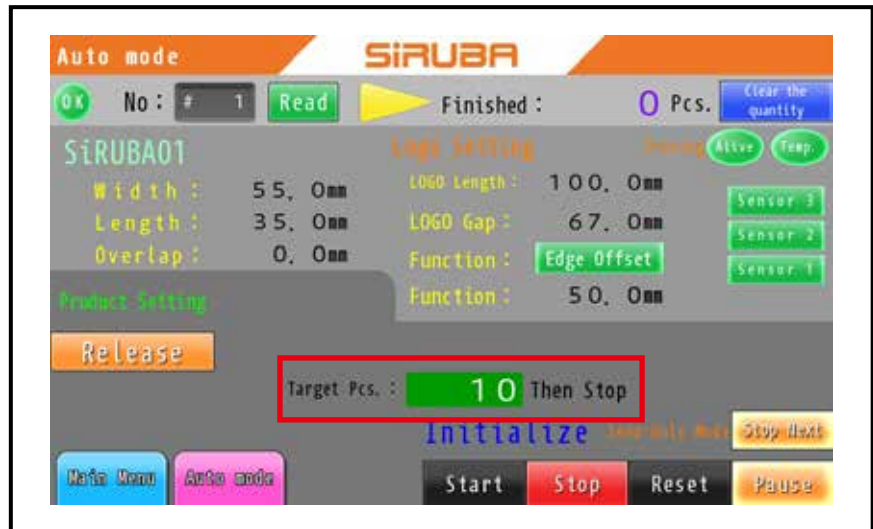 Auto mode SiRUBA
OK No: # 1 Read Finished : 0 Pcs. Clear the quantity
SiRUBA01 Logo Setting Alive Temp.
Width : 55. 0mm LOGO Length : 100. 0mm Sensor 3
Length : 35. 0mm LOGO Gap : 67. 0mm Sensor 2
Overlap : 0. 0mm Function : Edge Offset Sensor 1
Product Setting Function : 50. 0mm
Release
Target Pcs. : 10 Then Stop
Initialize Stop Next
Main Menu Auto mode Start Stop Reset Pause